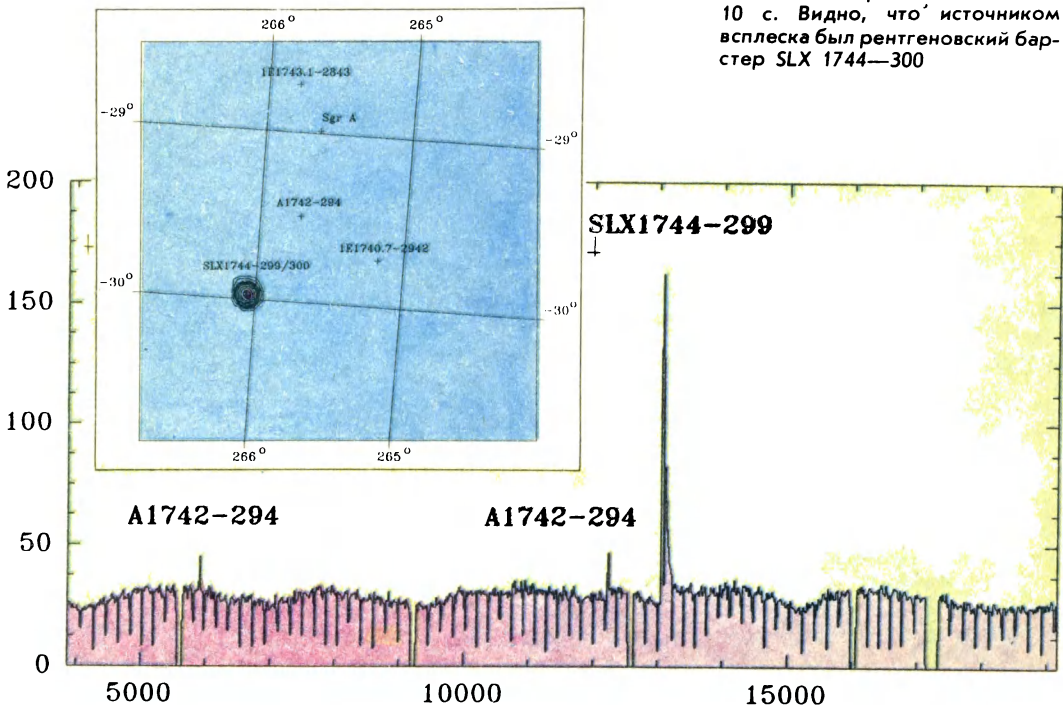 10 с. Видно, что источником
всплеска был рентгеновский бар-
стер SLX 1744—300
266° 265°
1E1743.1-2843
-29°
Sgr A
-29°
A1742-294
1E1740.7-2942
SLX1744-299/300
-30°
-30°
266° 265°
SLX1744-299
A1742-294 A1742-294
200
150
100
50
0
5000 10000 15000